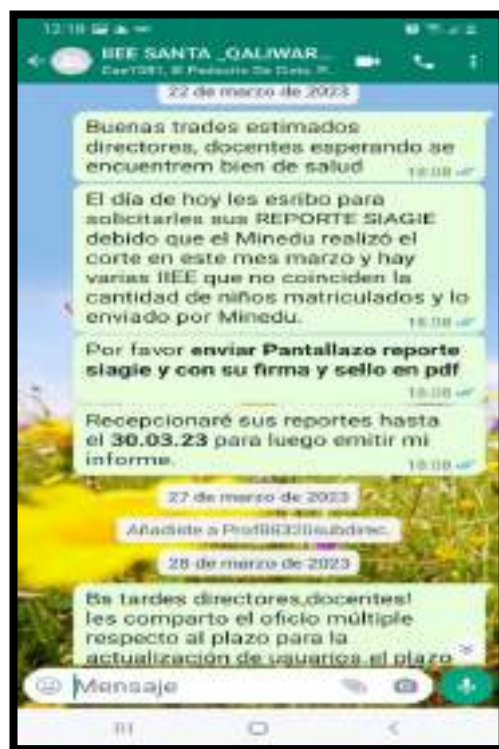 12:18
IIEE SANTA _QALIWAR...
22 de marzo de 2023
Buenas trades estimados
directores, docentes esperando se
encuentrem bien de salud
18:08
El día de hoy les esribo para
solicitarles sus REPORTE SIAGIE
debido que el Minedu realizó el
corte en este mes marzo y hay
varias IIEE que no coinciden la
cantidad de niños matriculados y lo
enviado por Minedu.
18:08
Por favor enviar Pantallazo reporte
siagie y con su firma y sello en pdf
18:08
Recepcionaré sus reportes hasta
el 30.03.23 para luego emitir mi
informe.
18:08
27 de marzo de 2023
Añadiste a
28 de marzo de 2023
Bs tardes directores,docentes!
les comparto el oficio múltiple
respecto al plazo para la
actualización de usuarios el plazo
Mensaje